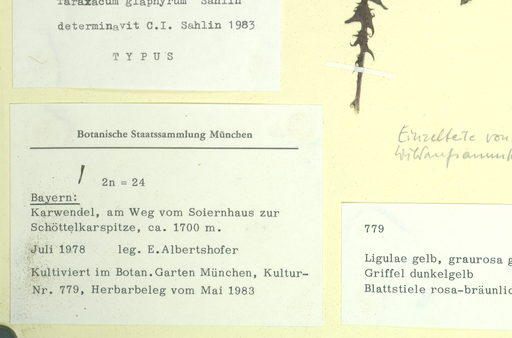 Taraxacum glaphyrum Sahlin
determinavit C.I. Sahlin 1983
T Y P U S
Botanische Staatssammlung München
2n = 24
Bayern:
Karwendel, am Weg vom Soiernhaus zur
Schöttelkarspitze, ca. 1700 m.
Juli 1978 leg. E.Albertshofer
Kultiviert im Botan.Garten München, Kultur-
Nr. 779, Herbarbeleg vom Mai 1983
Einzelteile von
779
Ligulae gelb, graurosa g
Griffel dunkelgelb
Blattstiele rosa-bräunlic